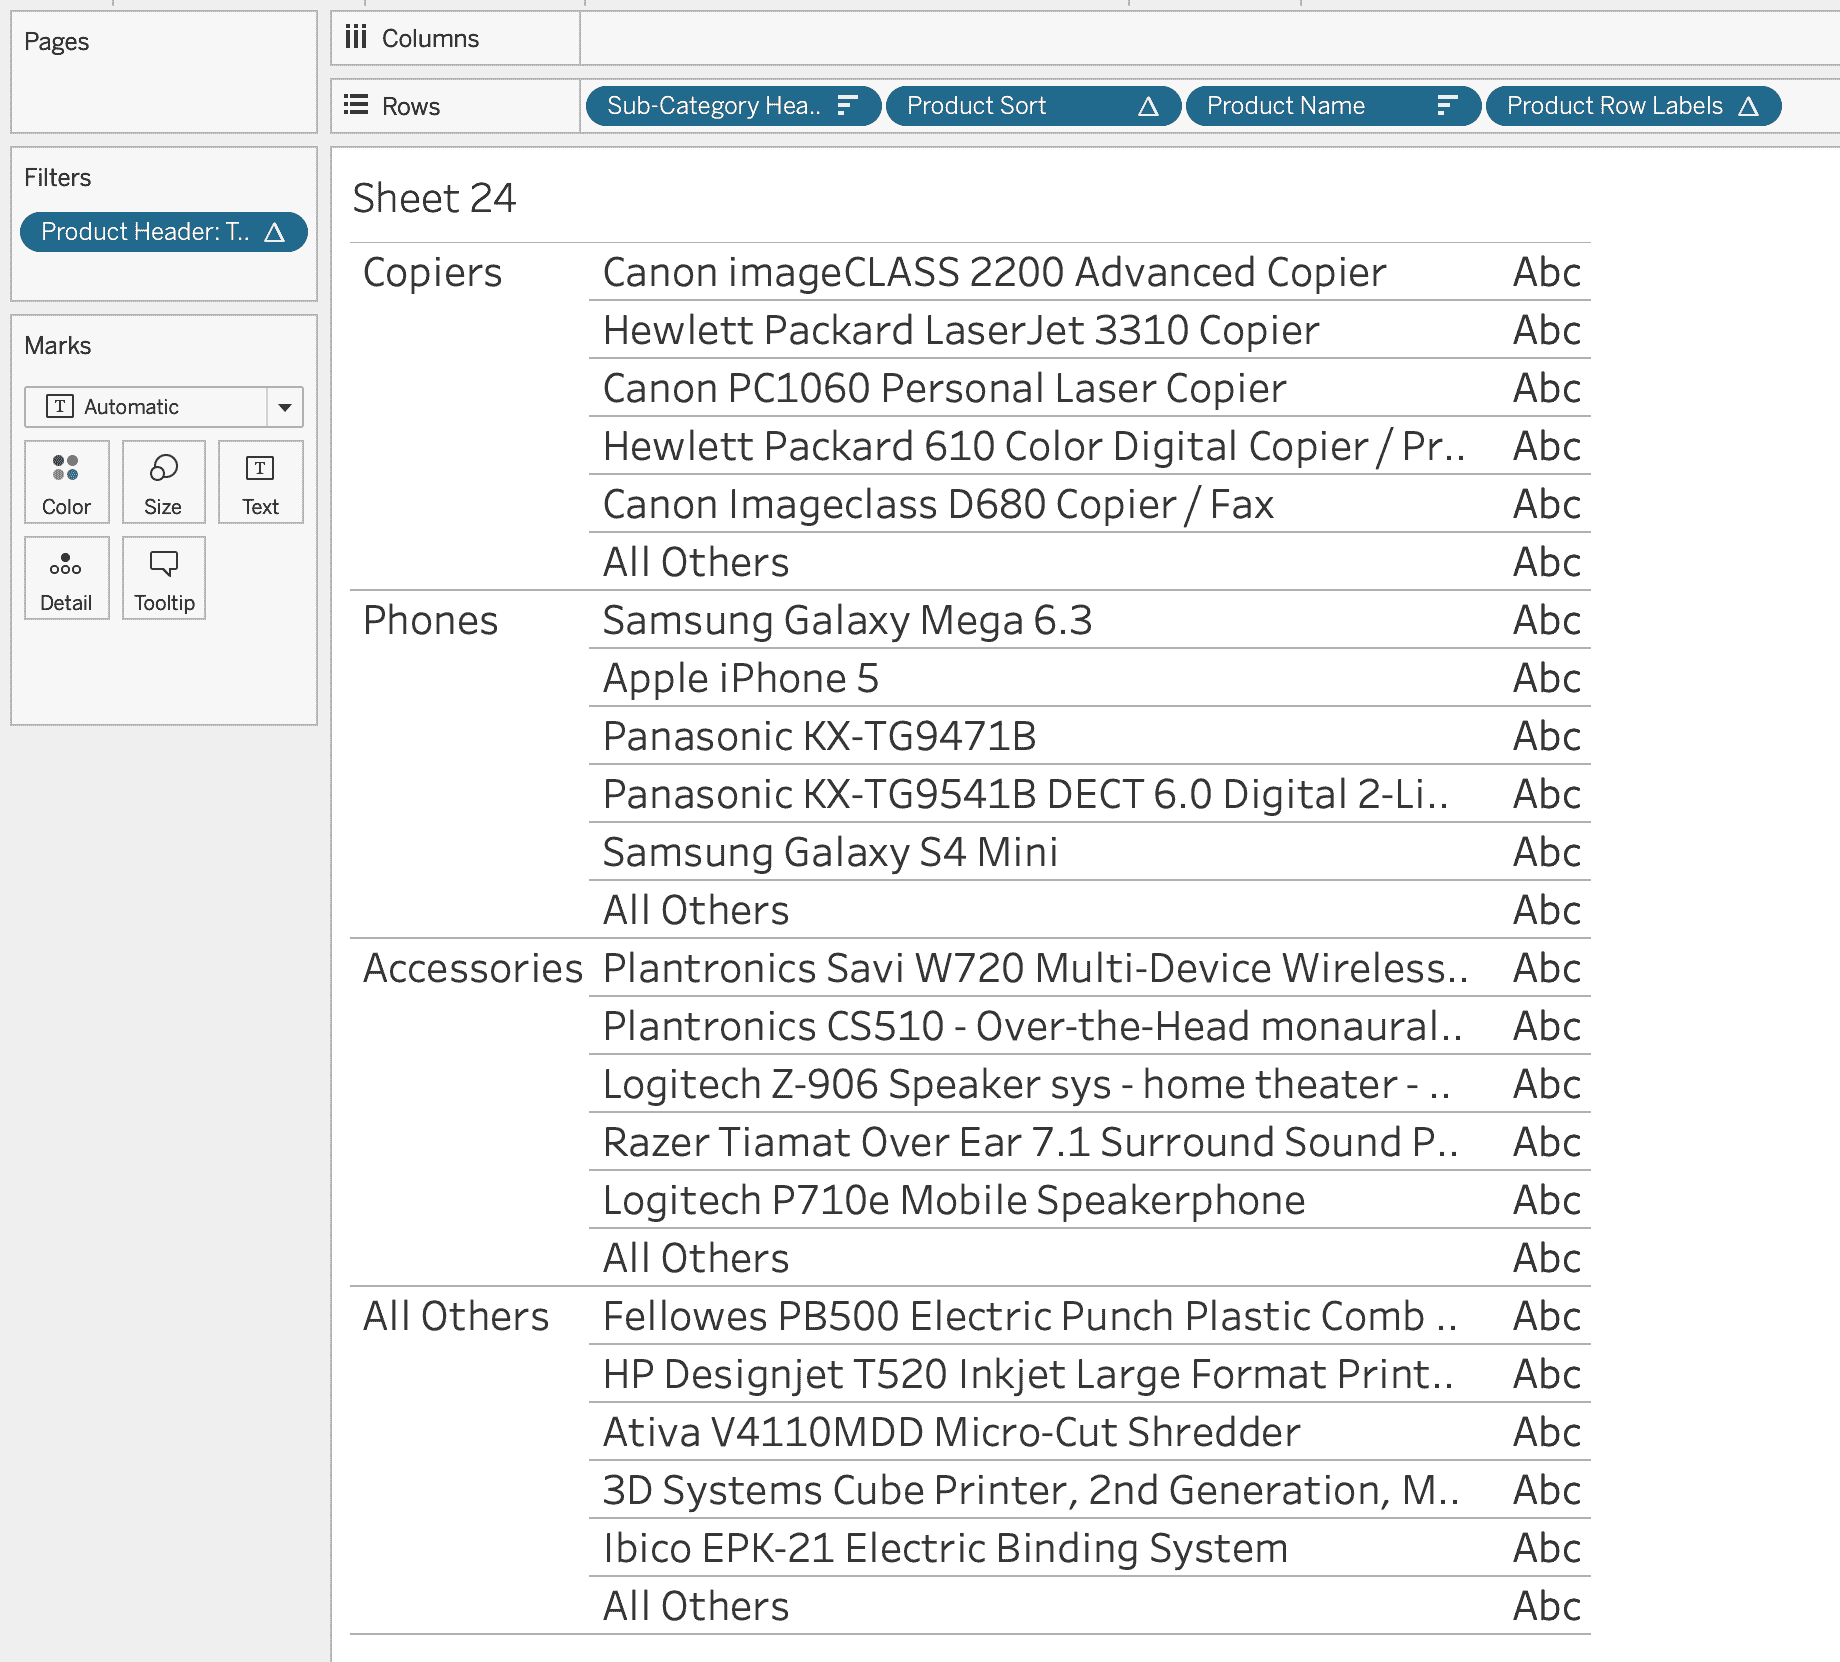 Pages
Columns
Rows
Sub-Category Hea..
Product Sort
Product Name
Product Row Labels
Filters
Product Header: T..
Marks
T Automatic
Color
Size
T
Text
Detail
Tooltip
Sheet 24
Copiers Canon imageCLASS 2200 Advanced Copier Abc
Hewlett Packard LaserJet 3310 Copier Abc
Canon PC1060 Personal Laser Copier Abc
Hewlett Packard 610 Color Digital Copier / Pr.. Abc
Canon Imageclass D680 Copier / Fax Abc
All Others Abc
Phones Samsung Galaxy Mega 6.3 Abc
Apple iPhone 5 Abc
Panasonic KX-TG9471B Abc
Panasonic KX-TG9541B DECT 6.0 Digital 2-Li.. Abc
Samsung Galaxy S4 Mini Abc
All Others Abc
Accessories Plantronics Savi W720 Multi-Device Wireless.. Abc
Plantronics CS510 - Over-the-Head monaural.. Abc
Logitech Z-906 Speaker sys - home theater - .. Abc
Razer Tiamat Over Ear 7.1 Surround Sound P.. Abc
Logitech P710e Mobile Speakerphone Abc
All Others Abc
All Others Fellowes PB500 Electric Punch Plastic Comb .. Abc
HP Designjet T520 Inkjet Large Format Print.. Abc
Ativa V4110MDD Micro-Cut Shredder Abc
3D Systems Cube Printer, 2nd Generation, M.. Abc
Ibico EPK-21 Electric Binding System Abc
All Others Abc